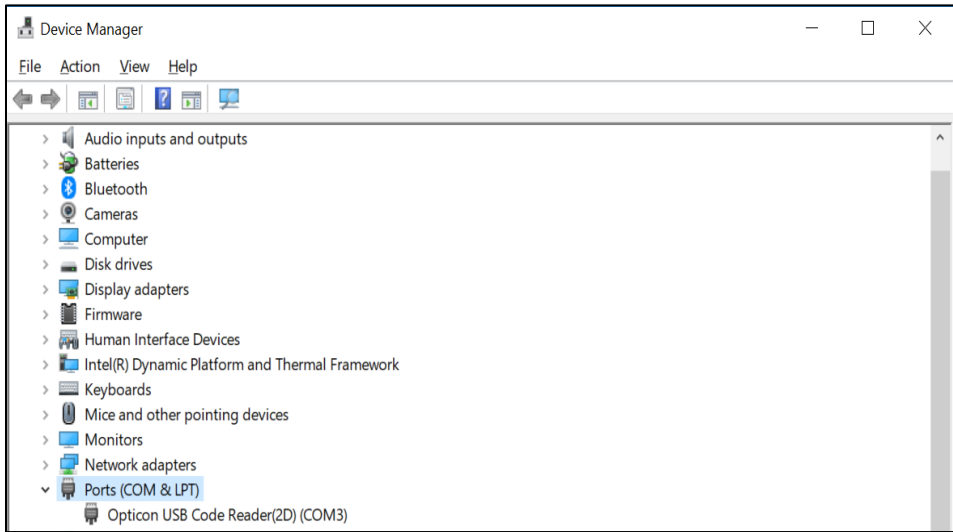 Device Manager
File Action View Help
Audio inputs and outputs
Batteries
Bluetooth
Cameras
Computer
Disk drives
Display adapters
Firmware
Human Interface Devices
Intel(R) Dynamic Platform and Thermal Framework
Keyboards
Mice and other pointing devices
Monitors
Network adapters
Ports (COM & LPT)
Opticon USB Code Reader(2D) (COM3)